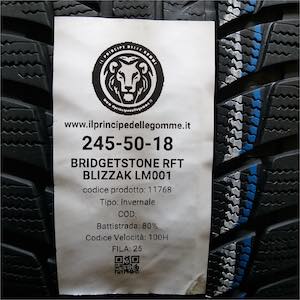 IL PRINCIPE DELLE GOMME
www.ilprincipedellegomme.it
245-50-18
BRIDGETSTONE RFT
BLIZZAK LM001
codice prodotto: 11768
Tipo: Invernale
COD.
Battistrada: 80%
Codice Velocità: 100H
FILA: 25